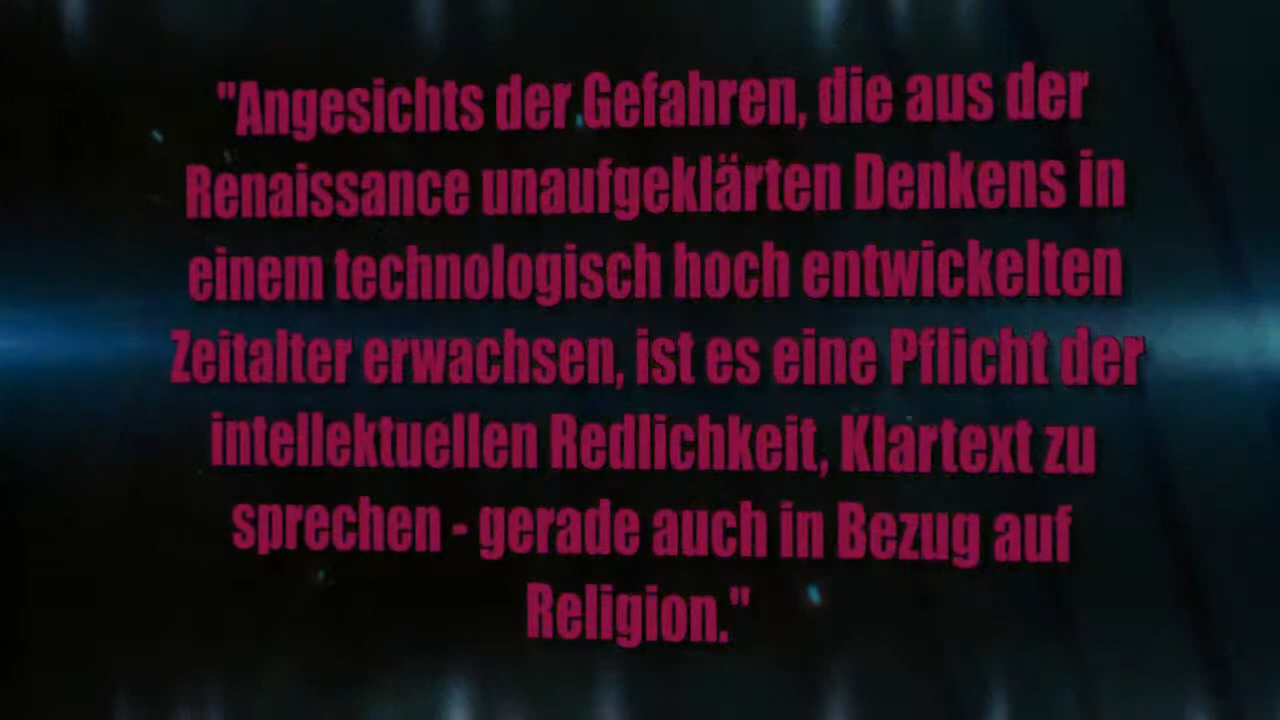 "Angesichts der Gefahren, die aus der
Renaissance unaufgeklärten Denkens in
einem technologisch hoch entwickelten
Zeitalter erwachsen, ist es eine Pflicht der
intellektuellen Redlichkeit, Klartext zu
sprechen - gerade auch in Bezug auf
Religion."